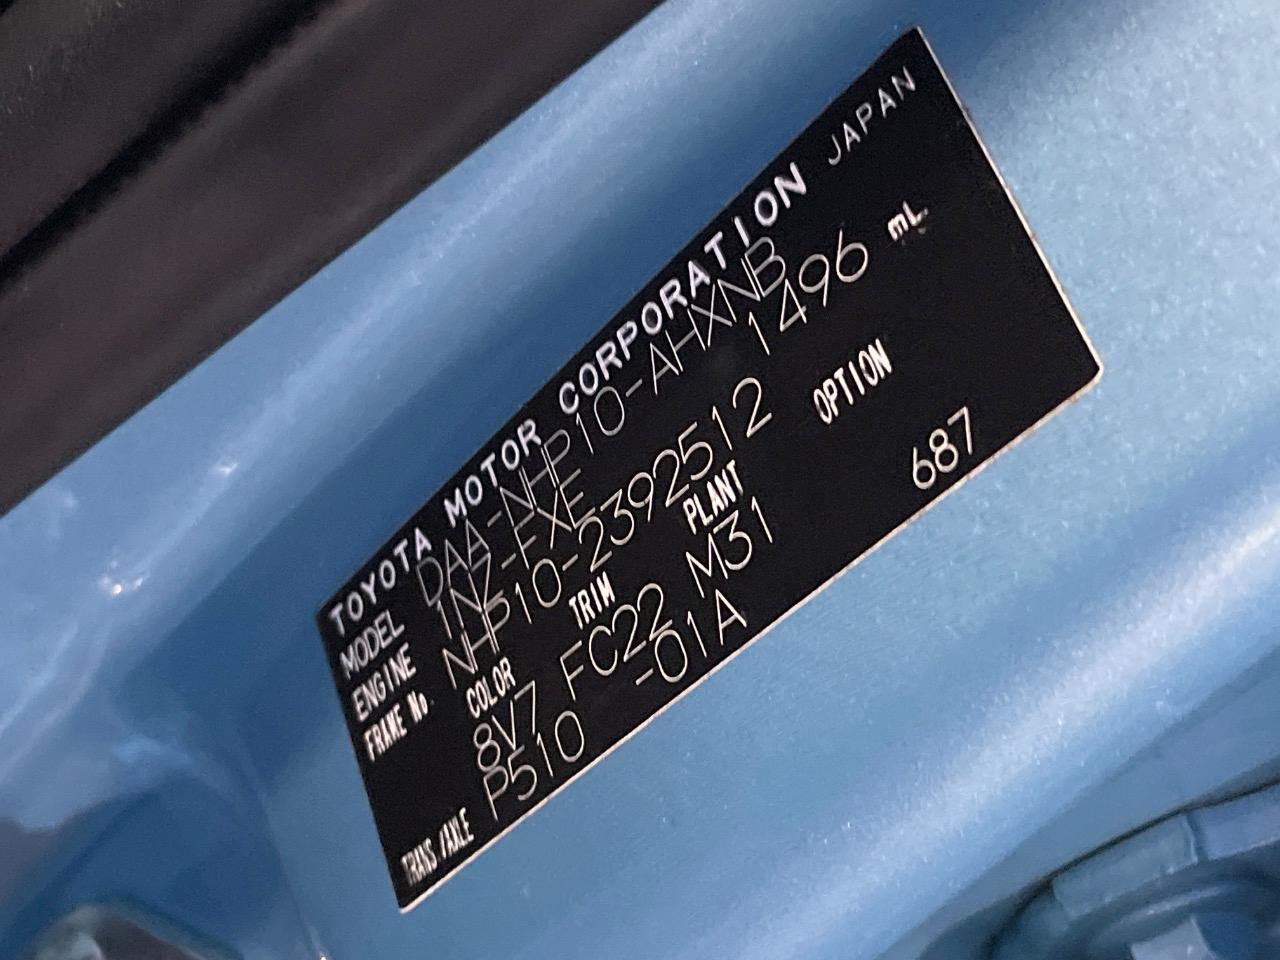 TOYOTA MOTOR CORPORATION JAPAN
MODEL DAA-NHP10-AHXNB
ENGINE 1NZ-FXE 1496 mL
FRAME No. NHP10-2392512
COLOR TRIM PLANT OPTION
8V7 FC22 M31 687
TRANS/AXLE P510 -01A